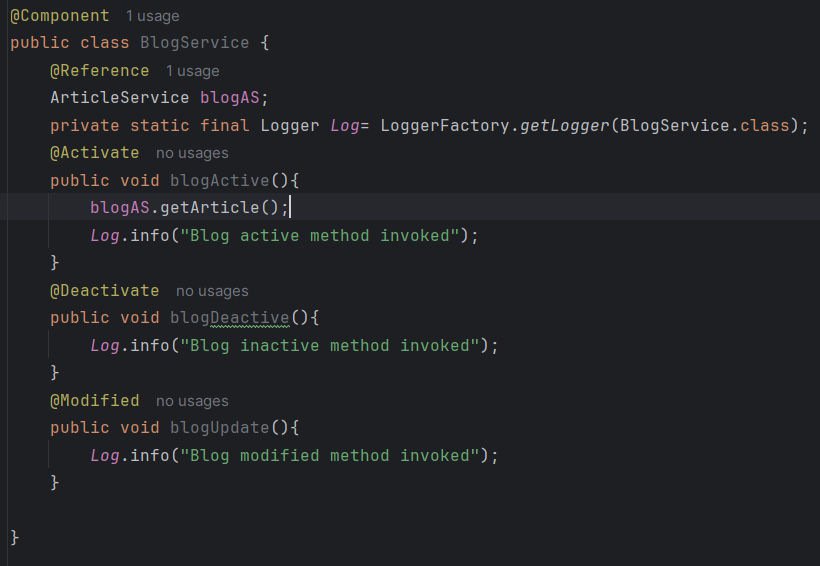 @Component 1 usage
public class BlogService {
@Reference 1 usage
ArticleService blogAS;
private static final Logger Log= LoggerFactory.getLogger(BlogService.class);
@Activate no usages
public void blogActive(){
blogAS.getArticle();
Log.info("Blog active method invoked");
}
@Deactivate no usages
public void blogDeactive(){
Log.info("Blog inactive method invoked");
}
@Modified no usages
public void blogUpdate(){
Log.info("Blog modified method invoked");
}
}